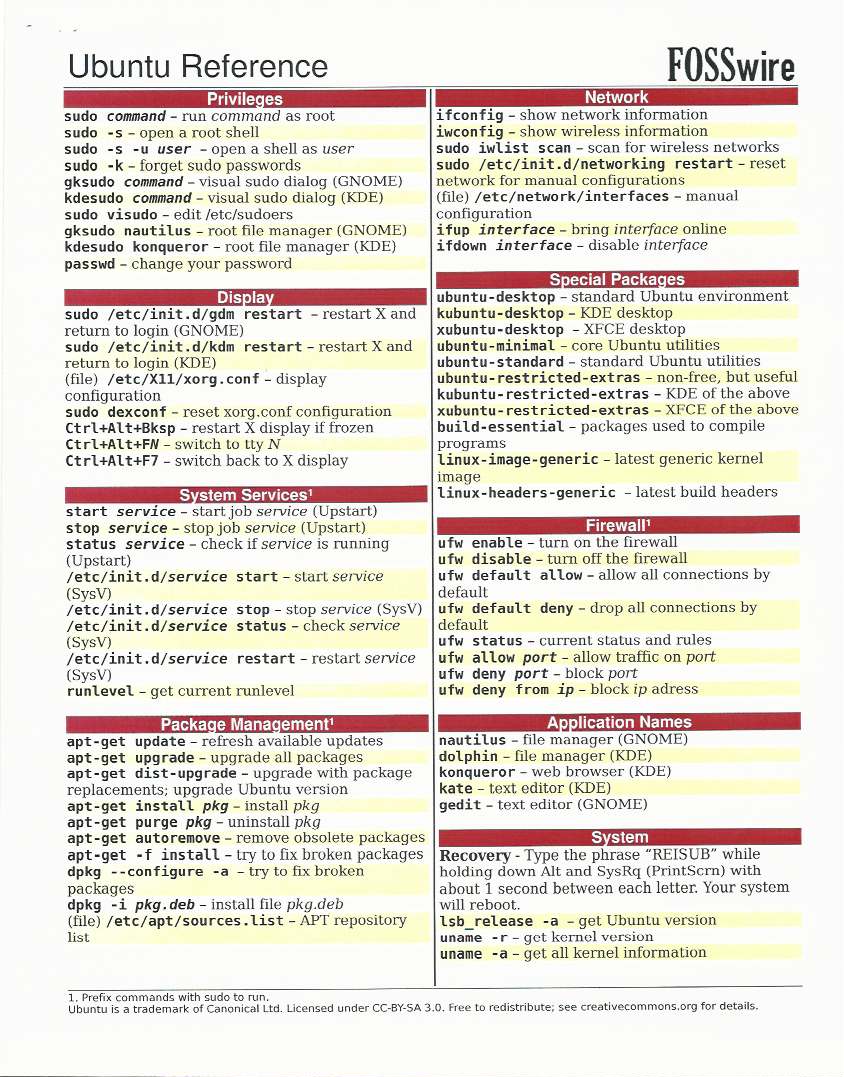 Ubuntu Reference
FOSSwire
Privileges
sudo command – run command as root
sudo -s – open a root shell
sudo -s -u user – open a shell as user
sudo -k – forget sudo passwords
gksudo command – visual sudo dialog (GNOME)
kdesudo command – visual sudo dialog (KDE)
sudo visudo – edit /etc/sudoers
gksudo nautilus – root file manager (GNOME)
kdesudo konqueror – root file manager (KDE)
passwd – change your password
Display
sudo /etc/init.d/gdm restart – restart X and
return to login (GNOME)
sudo /etc/init.d/kdm restart – restart X and
return to login (KDE)
(file) /etc/X11/xorg.conf – display
configuration
sudo dexconf – reset xorg.conf configuration
Ctrl+Alt+Bksp – restart X display if frozen
Ctrl+Alt+FN – switch to tty N
Ctrl+Alt+F7 – switch back to X display
System Services¹
start service – start job service (Upstart)
stop service – stop job service (Upstart)
status service – check if service is running
(Upstart)
/etc/init.d/service start – start service
(SysV)
/etc/init.d/service stop – stop service (SysV)
/etc/init.d/service status – check service
(SysV)
/etc/init.d/service restart – restart service
(SysV)
runlevel – get current runlevel
Package Management¹
apt-get update – refresh available updates
apt-get upgrade – upgrade all packages
apt-get dist-upgrade – upgrade with package
replacements; upgrade Ubuntu version
apt-get install pkg – install pkg
apt-get purge pkg – uninstall pkg
apt-get autoremove – remove obsolete packages
apt-get -f install – try to fix broken packages
dpkg --configure -a – try to fix broken
packages
dpkg -i pkg.deb – install file pkg.deb
(file) /etc/apt/sources.list – APT repository
list
Network
ifconfig – show network information
iwconfig – show wireless information
sudo iwlist scan – scan for wireless networks
sudo /etc/init.d/networking restart – reset
network for manual configurations
(file) /etc/network/interfaces – manual
configuration
ifup interface – bring interface online
ifdown interface – disable interface
Special Packages
ubuntu-desktop – standard Ubuntu environment
kubuntu-desktop – KDE desktop
xubuntu-desktop – XFCE desktop
ubuntu-minimal – core Ubuntu utilities
ubuntu-standard – standard Ubuntu utilities
ubuntu-restricted-extras – non-free, but useful
kubuntu-restricted-extras – KDE of the above
xubuntu-restricted-extras – XFCE of the above
build-essential – packages used to compile
programs
linux-image-generic – latest generic kernel
image
linux-headers-generic – latest build headers
Firewall¹
ufw enable – turn on the firewall
ufw disable – turn off the firewall
ufw default allow – allow all connections by
default
ufw default deny – drop all connections by
default
ufw status – current status and rules
ufw allow port – allow traffic on port
ufw deny port – block port
ufw deny from ip – block ip adress
Application Names
nautilus – file manager (GNOME)
dolphin – file manager (KDE)
konqueror – web browser (KDE)
kate – text editor (KDE)
gedit – text editor (GNOME)
System
Recovery - Type the phrase “REISUB” while
holding down Alt and SysRq (PrintScrn) with
about 1 second between each letter. Your system
will reboot.
lsb_release -a – get Ubuntu version
uname -r – get kernel version
uname -a – get all kernel information
1. Prefix commands with sudo to run.
Ubuntu is a trademark of Canonical Ltd. Licensed under CC-BY-SA 3.0. Free to redistribute; see creativecommons.org for details.